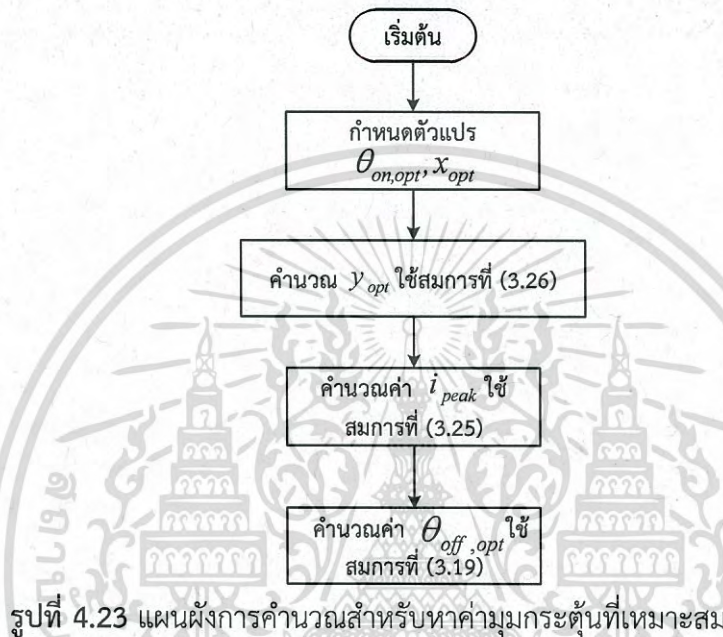 เริ่มต้น
กำหนดตัวแปร
θon,opt, xopt
คำนวณ yopt ใช้สมการที่ (3.26)
คำนวณค่า ipeak ใช้
สมการที่ (3.25)
คำนวณค่า θoff,opt ใช้
สมการที่ (3.19)
รูปที่ 4.23 แผนผังการคำนวณสำหรับหาค่ามุมกระตุ้นที่เหมาะสม